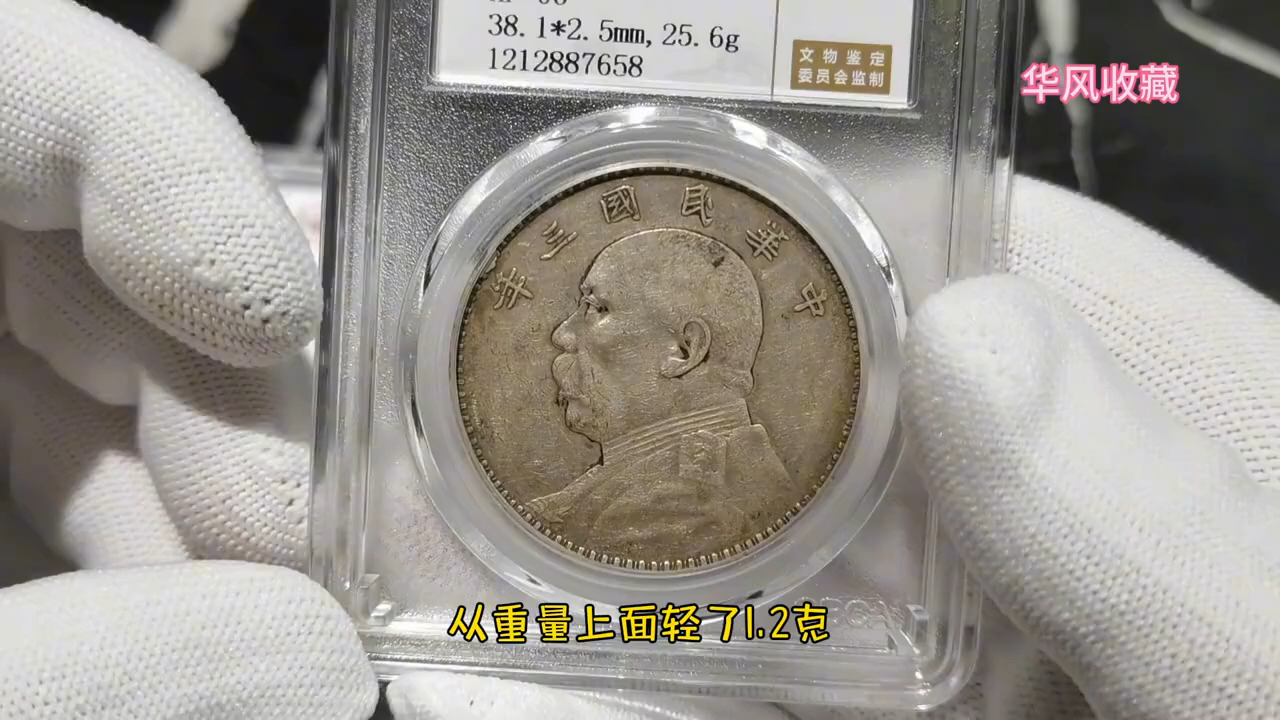 38.1*2.5mm,25.6g
1212887658
文物鉴定
委员会监制
华风收藏
年三國民華中
从重量上面轻了1.2克